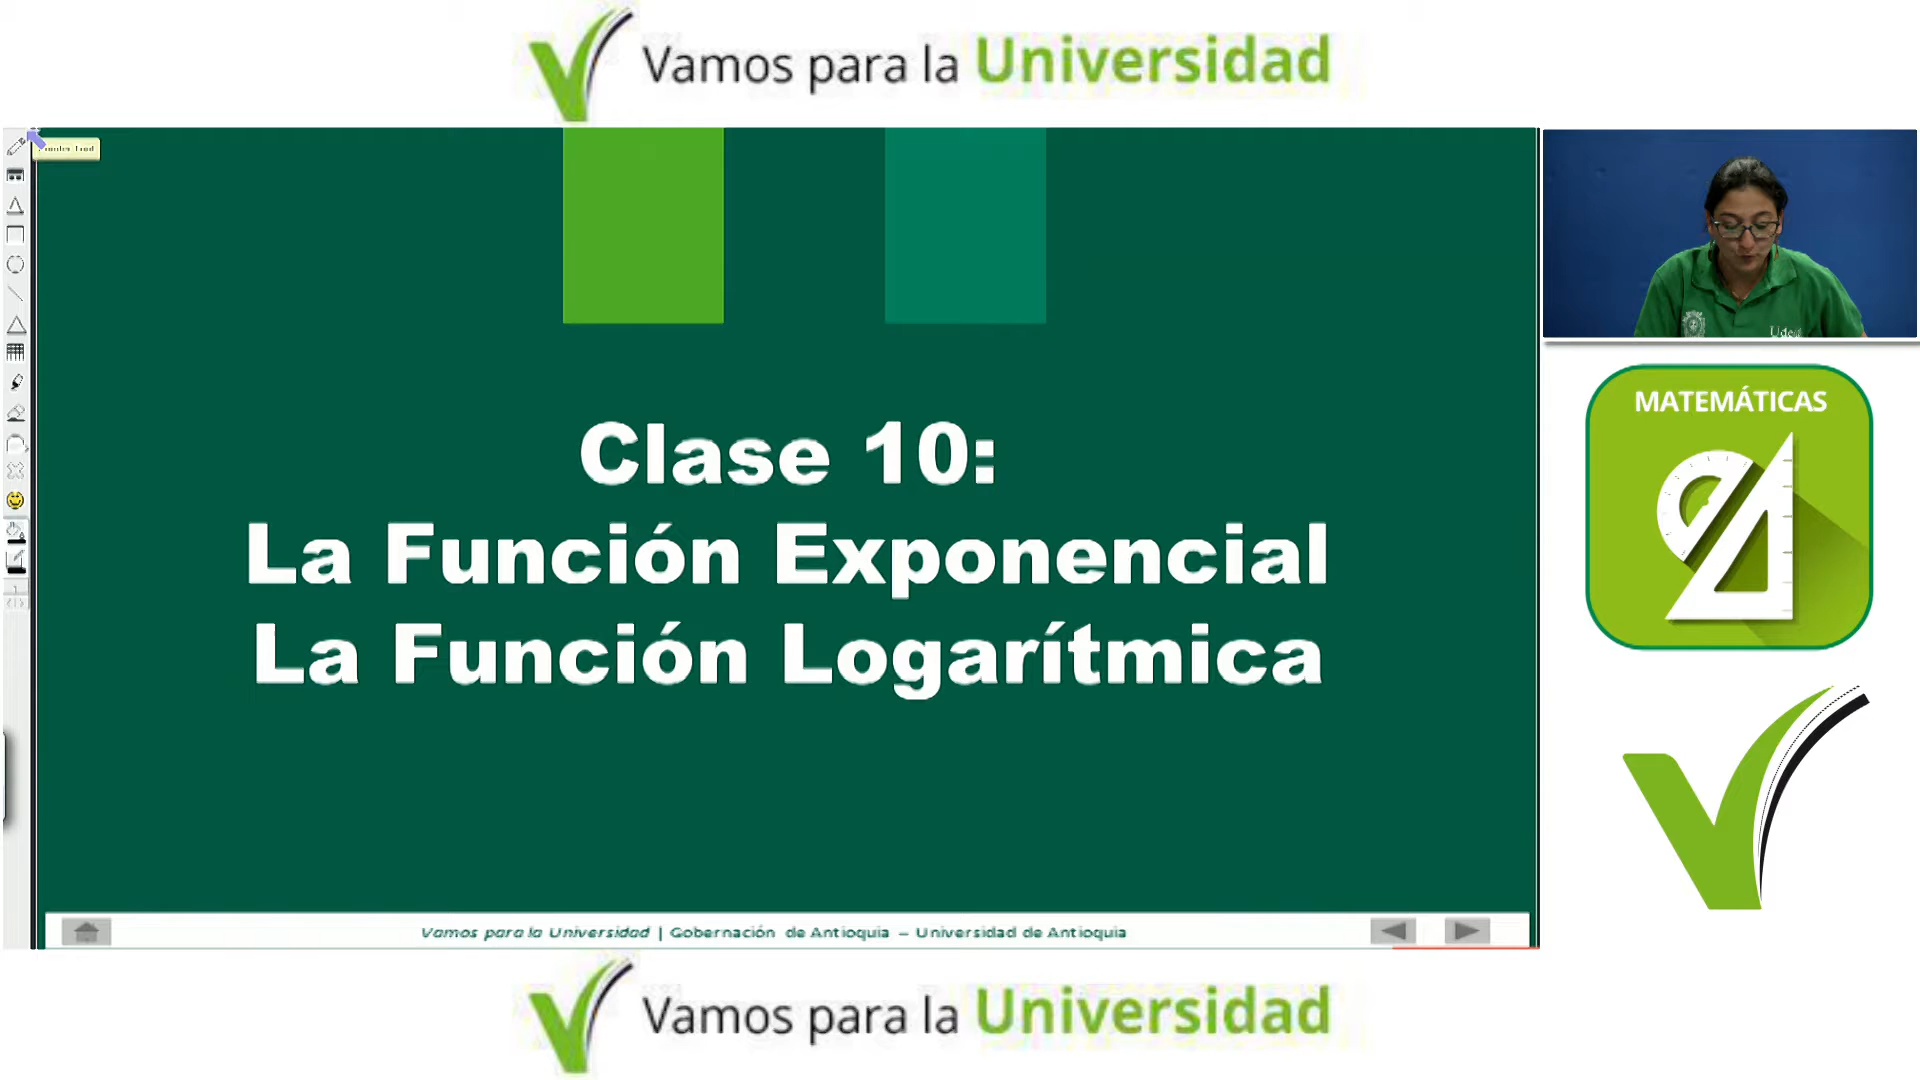 Vamos para la Universidad
MATEMÁTICAS
Clase 10:
La Función Exponencial
La Función Logarítmica
Vamos para la Universidad | Gobernación de Antioquia – Universidad de Antioquia
Vamos para la Universidad